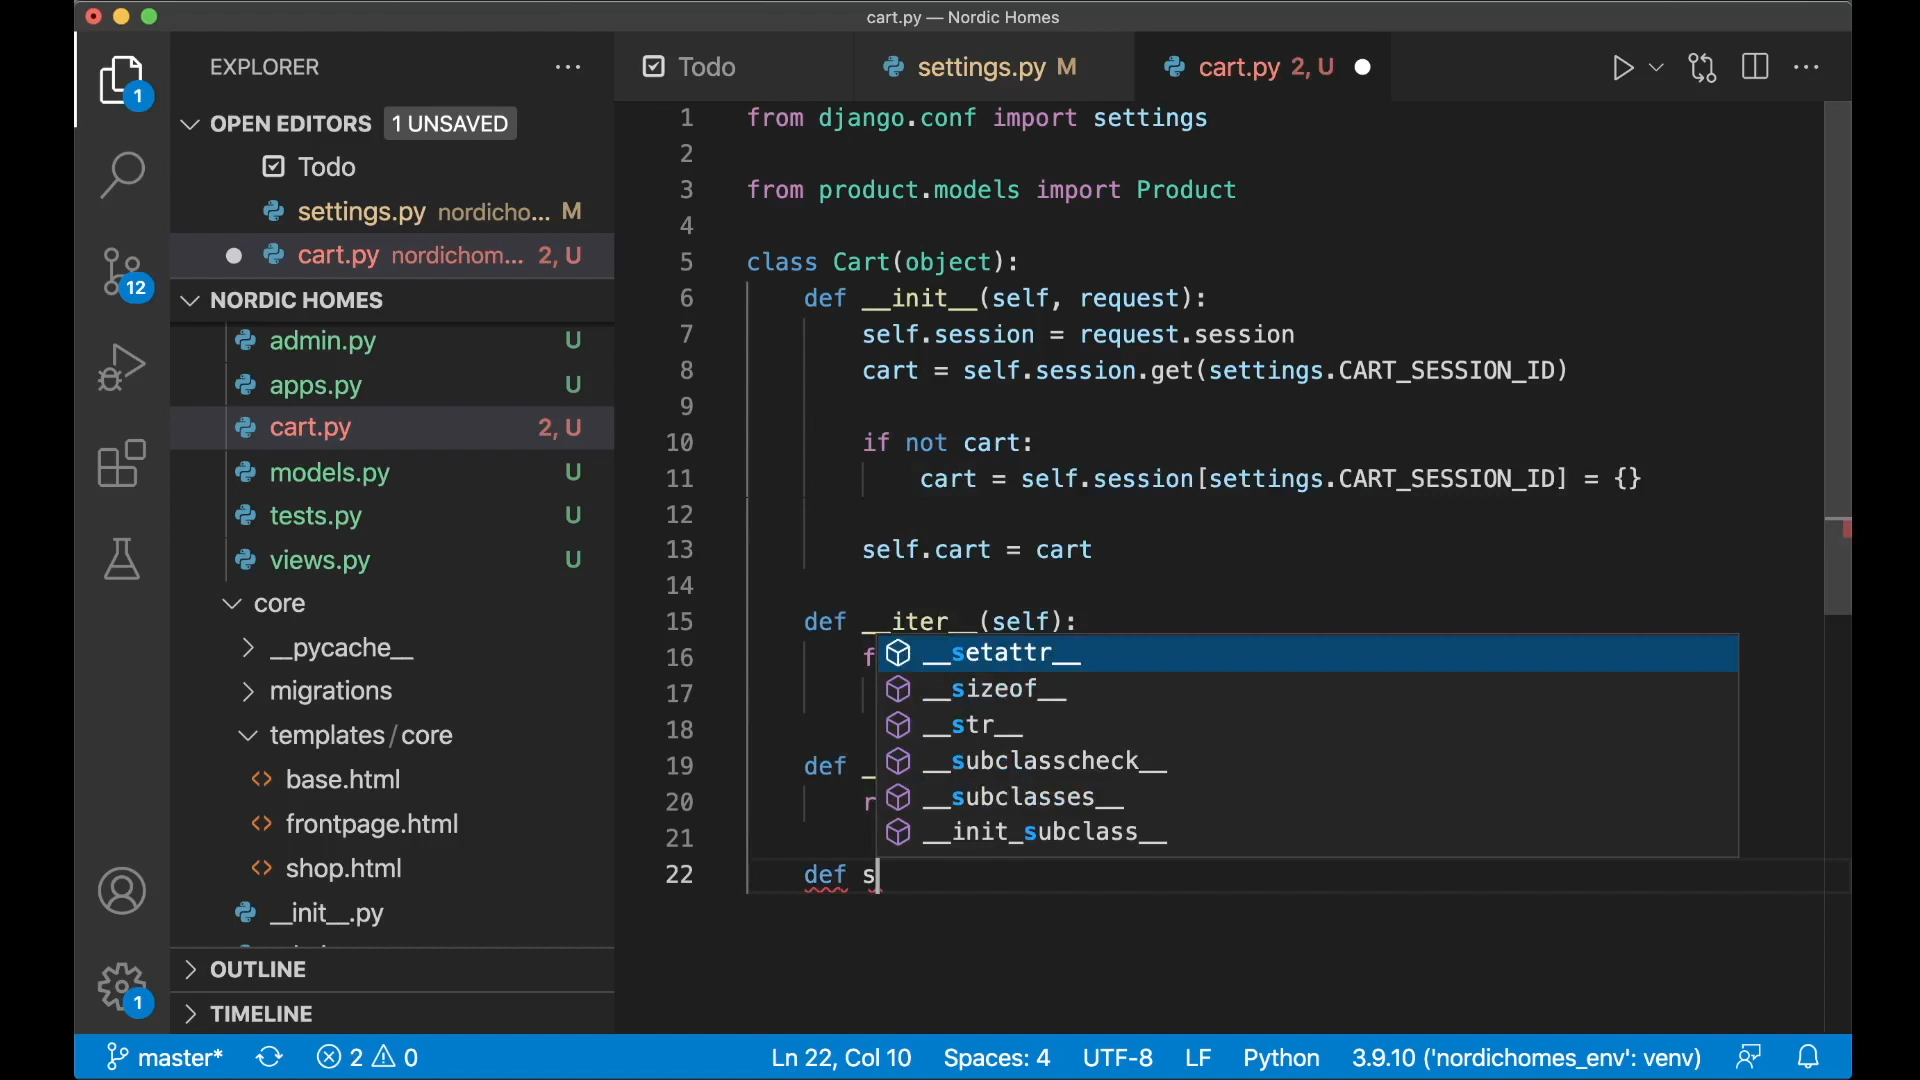 cart.py — Nordic Homes
EXPLORER
Todo
settings.py M
cart.py 2, U
OPEN EDITORS 1 UNSAVED
Todo
settings.py nordicho... M
cart.py nordichom... 2, U
NORDIC HOMES
admin.py U
apps.py U
cart.py 2, U
models.py U
tests.py U
views.py U
core
__pycache__
migrations
templates/core
base.html
frontpage.html
shop.html
__init__.py
OUTLINE
TIMELINE
1
12
1
1 from django.conf import settings
2
3 from product.models import Product
4
5 class Cart(object):
6 def __init__(self, request):
7 self.session = request.session
8 cart = self.session.get(settings.CART_SESSION_ID)
9
10 if not cart:
11 cart = self.session[settings.CART_SESSION_ID] = {}
12
13 self.cart = cart
14
15 def __iter__(self):
16 f
17
18
19 def _
20 r
21
22 def s
__setattr__
__sizeof__
__str__
__subclasscheck__
__subclasses__
__init_subclass__
master* 2 0 Ln 22, Col 10 Spaces: 4 UTF-8 LF Python 3.9.10 ('nordichomes_env': venv)